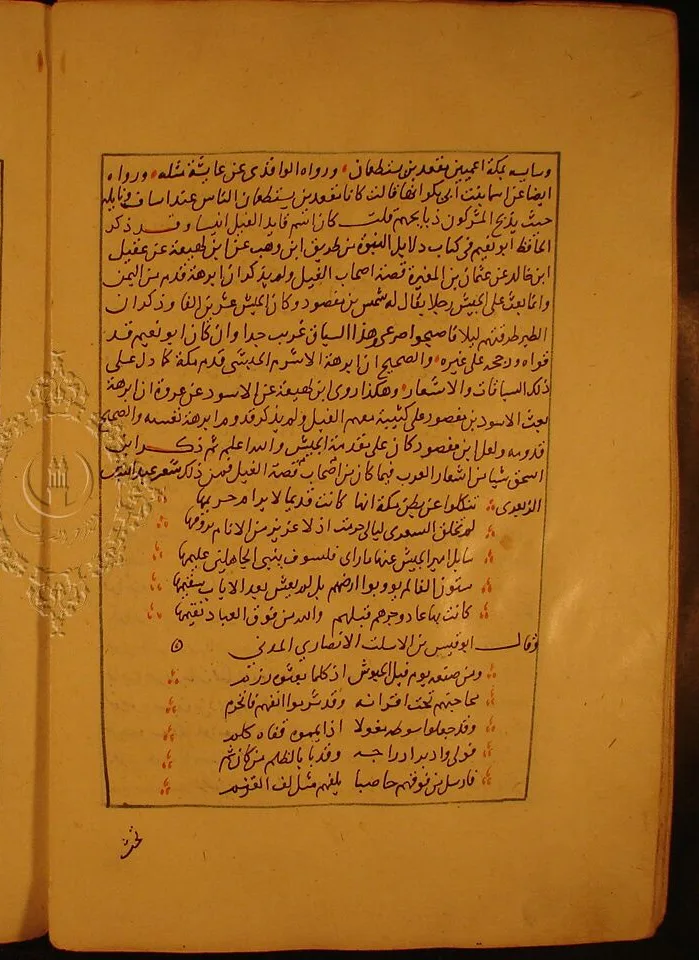 وسايسه بمكة اعميين مقعدين يستطعمان ورواه الواقدي عن عايشة مثله ورواه
ايضا عن اسما بنت ابي بكر انها قالت كانا مقعدين يستطعمان الناس عند اساف ونايلة
حيث يذبح المشركون ذبايحهم قلت كان اسم قايد الفيل انيسا وقد ذكر
الحافظ ابو نعيم في كتاب دلايل النبوة من طريق ابن وهب عن ابن لهيعة عن عقيل
ابن خالد عن عثمان بن المغيرة قصة اصحاب الفيل ولم يذكر ان ابرهة قدم من اليمن
وانما بعث على الجيش رجلا يقال له شمس بن مقصود وكان الجيش عشرين الفا وذكر ان
الطير طرقتهم ليلا فاصبحوا صرعى وهذا السياق غريب جدا وان كان ابو نعيم قد
قواه ورجحه على غيره والصحيح ان ابرهة الاشرم الحبشي قدم مكة كما دل على
ذلك السياقات والاشعار وهكذا روى ابن لهيعة عن الاسود عن عروة ان ابرهة
بعث الاسود بن مقصود على كتيبة معهم الفيل ولم يذكر قدوم ابرهة نفسه والصحيح
قدومه ولعل ابن مقصود كان على مقدمة الجيش والله اعلم ثم ذكر ابن
اسحق شيا من اشعار العرب فيما كان من اصحاب قصة الفيل فمن ذلك شعر عبد الله بن
الزبعرى تنكلوا عن بطن مكة انها كانت قديما لا يرام حريمها
لم تخلق الشعرى ليالي حرمت اذ لا عزيز من الانام يرومها
سايل امير الجيش عنها ما راى فلسوف ينبي الجاهلين عليمها
ستون الفا لم يووبوا ارضهم بل لم يعش بعد الاياب سقيمها
كانت بها عاد وجرهم قبلهم والله من فوق العباد يقيمها
وقال ابو قيس بن الاسلت الانصاري المدني
ومن صنعه يوم فيل الحبوش اذ كلما بعثوه رزم
محاجنهم تحت اقرابه وقد شرموا انفه فانخرم
وقد جعلوا سوطه مغولا اذا يمموه قفاه كلم
فولى وادبر ادراجه وقد با بالظلم من كان ثم
فارسل من فوقهم حاصبا يلفهم مثل لف القزم